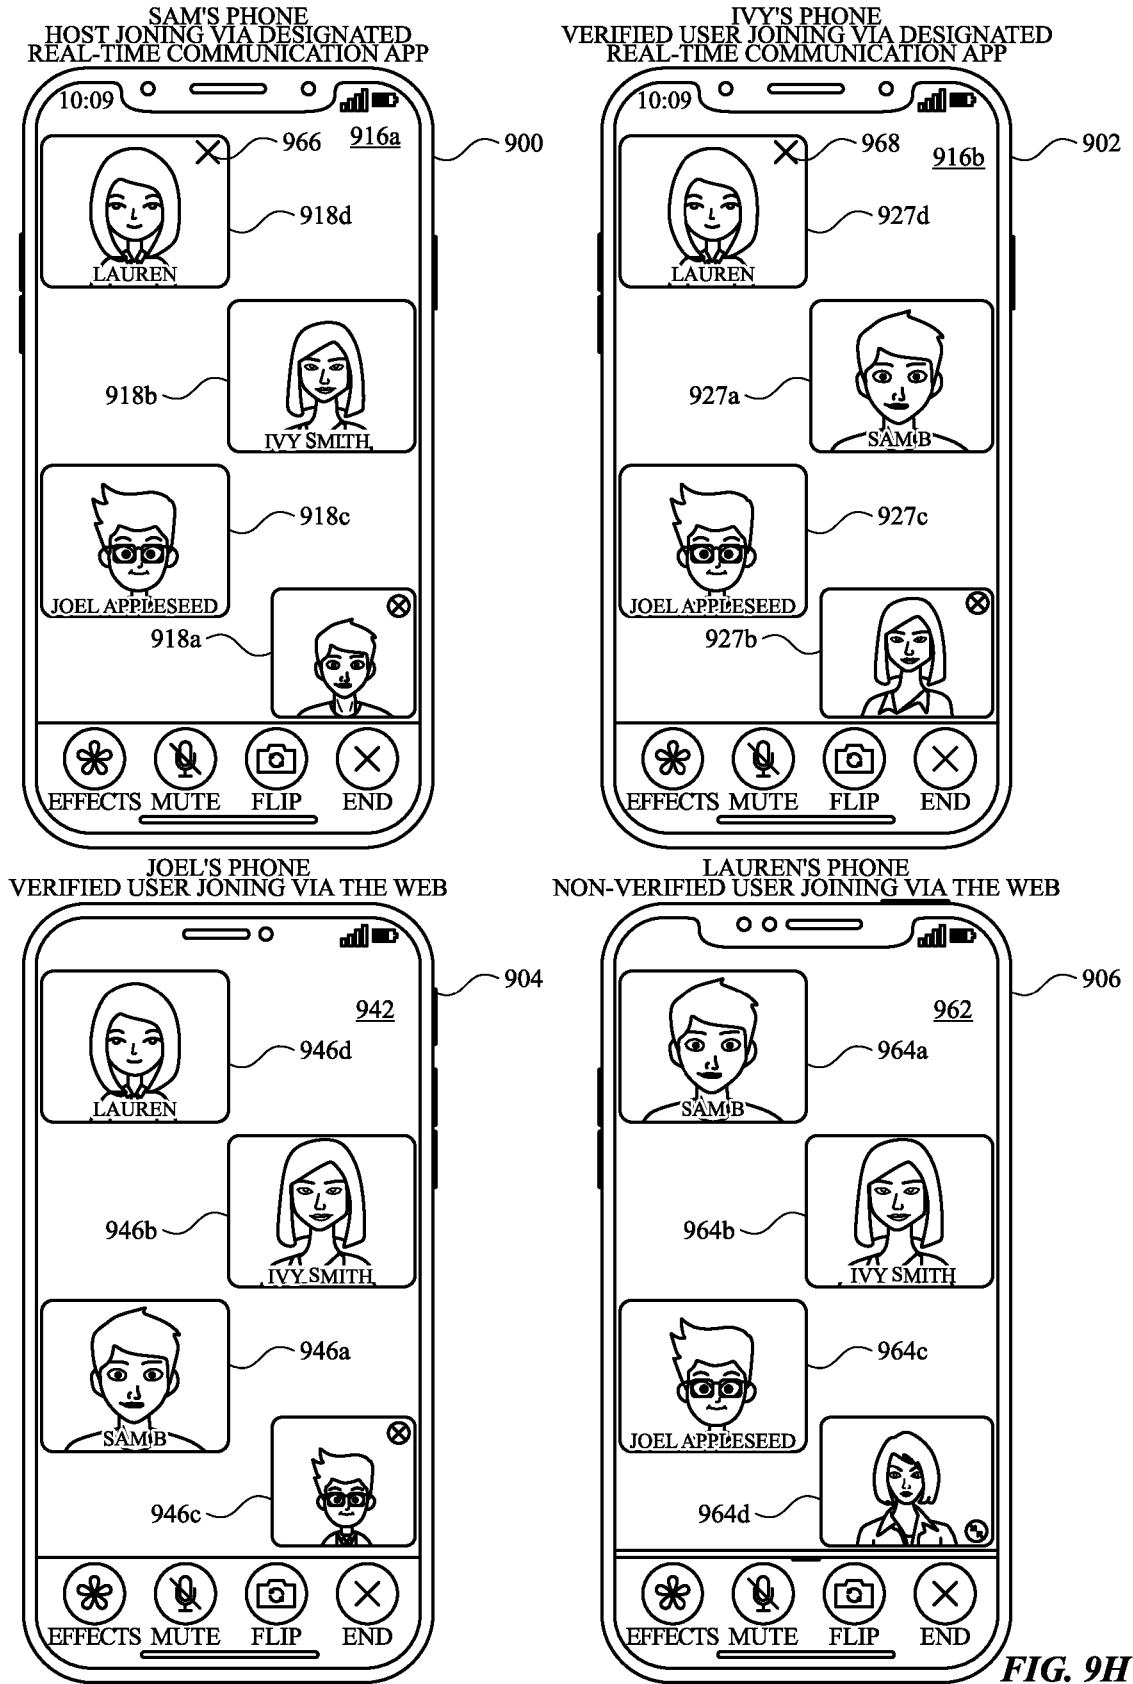 SAM'S PHONE
HOST JONING VIA DESIGNATED
REAL-TIME COMMUNICATION APP
10:09
916a
966
900
918d
LAUREN
918b
IVY SMITH
918c
JOEL APPLESEED
918a
EFFECTS MUTE FLIP END
IVY'S PHONE
VERIFIED USER JOINING VIA DESIGNATED
REAL-TIME COMMUNICATION APP
10:09
968
916b
902
927d
LAUREN
927a
SAM B
927c
JOEL APPLESEED
927b
EFFECTS MUTE FLIP END
JOEL'S PHONE
VERIFIED USER JONING VIA THE WEB
904
942
946d
LAUREN
946b
IVY SMITH
946a
SAM B
946c
EFFECTS MUTE FLIP END
LAUREN'S PHONE
NON-VERIFIED USER JOINING VIA THE WEB
906
962
964a
SAM B
964b
IVY SMITH
964c
JOEL APPLESEED
964d
EFFECTS MUTE FLIP END
FIG. 9H